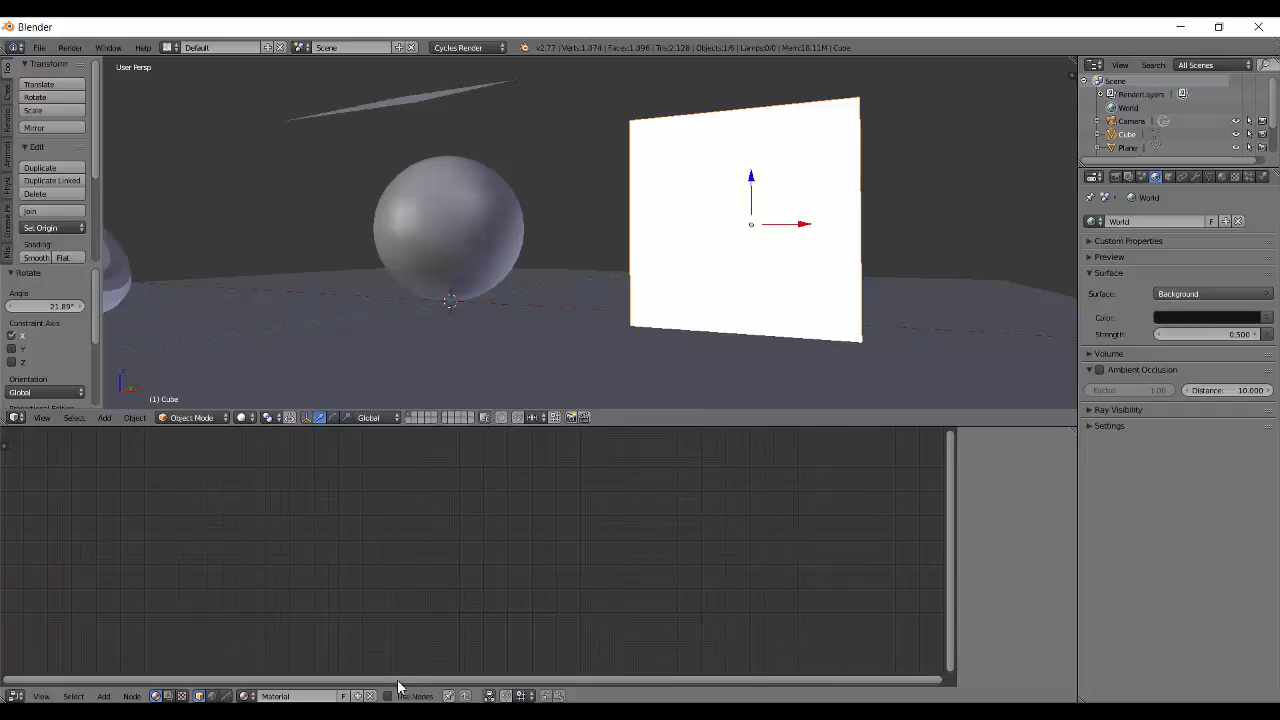 Blender
File Render Window Help Default Scene Cycles Render v2.77 | Verts:1,074 | Faces:1,096 | Tris:2,128 | Objects:1/6 | Lamps:0/0 | Mem:18.11M | Cube
Transform
Translate
Rotate
Scale
Mirror
Edit
Duplicate
Duplicate Linked
Delete
Join
Set Origin
Shading:
Smooth Flat
Rotate
Angle
21.89°
Constraint Axis
X
Y
Z
Orientation
Global
User Persp
(1) Cube
View Select Add Object Object Mode Global
View Select Add Node Material F Use Nodes
View Search All Scenes
Scene
RenderLayers
World
Camera
Cube
Plane
World
World F
Custom Properties
Preview
Surface
Surface: Background
Color:
Strength: 0.500
Volume
Ambient Occlusion
Factor: 1.00 Distance: 10.000
Ray Visibility
Settings